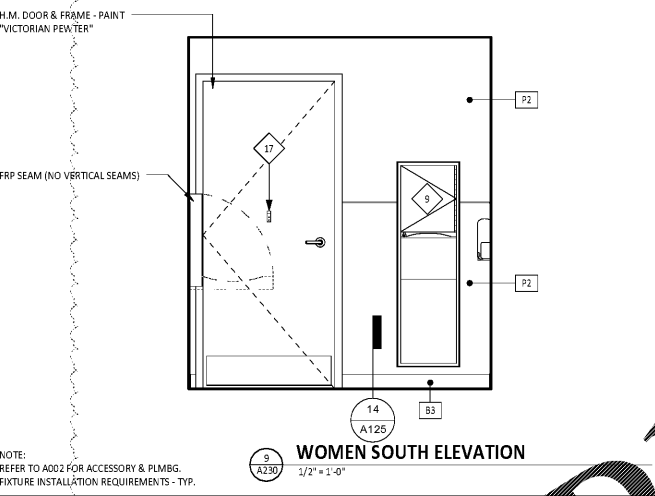 H.M. DOOR & FRAME - PAINT
"VICTORIAN PEWTER"
17
P2
FRP SEAM (NO VERTICAL SEAMS)
9
P2
14
A125
B3
NOTE:
REFER TO A002 FOR ACCESSORY & PLMBG.
FIXTURE INSTALLATION REQUIREMENTS - TYP.
9
A230
WOMEN SOUTH ELEVATION
1/2" = 1'-0"